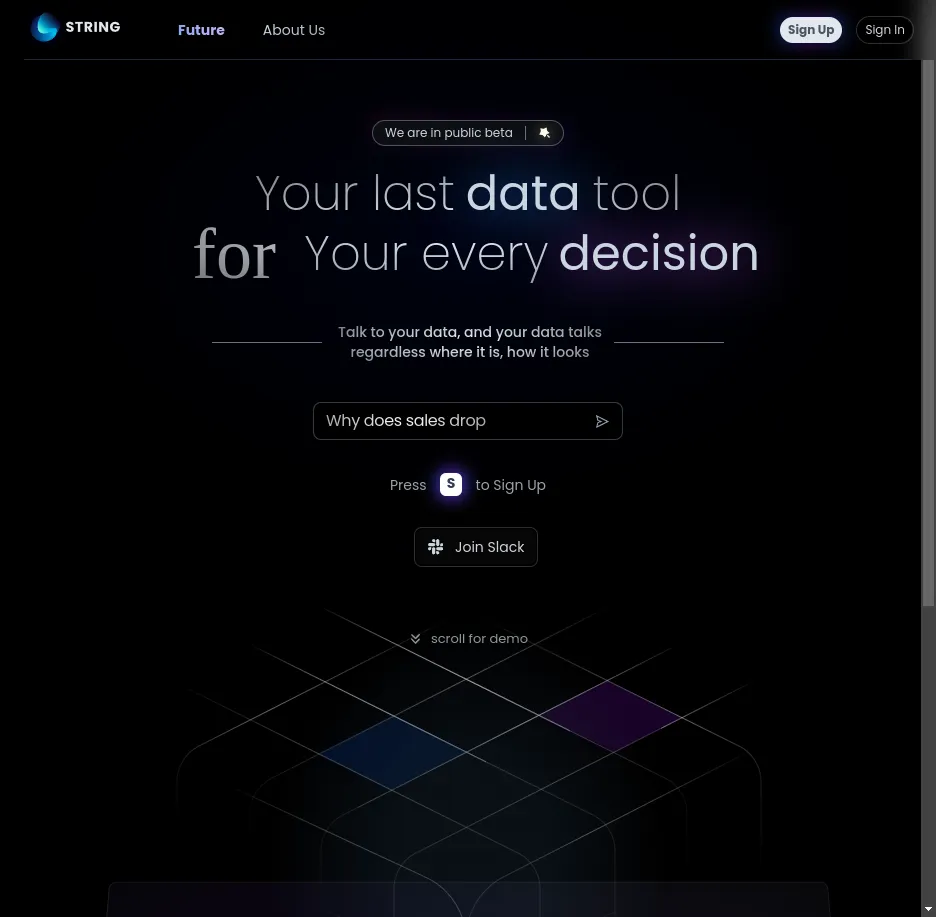 STRING
Future
About Us
Sign Up
Sign In
We are in public beta
Your last data tool
for Your every decision
Talk to your data, and your data talks
regardless where it is, how it looks
Why does sales drop
Press S to Sign Up
Join Slack
scroll for demo